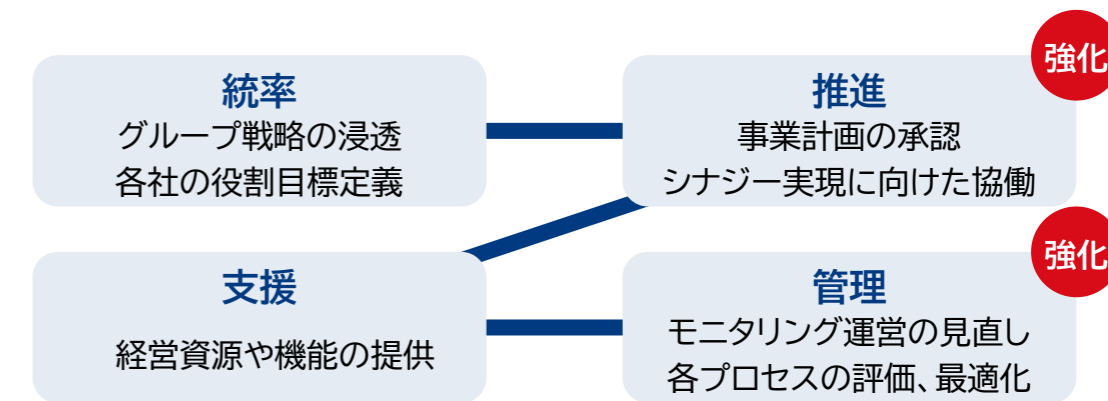 統率
グループ戦略の浸透
各社の役割目標定義
強化
推進
事業計画の承認
シナジー実現に向けた協働
支援
経営資源や機能の提供
強化
管理
モニタリング運営の見直し
各プロセスの評価、最適化